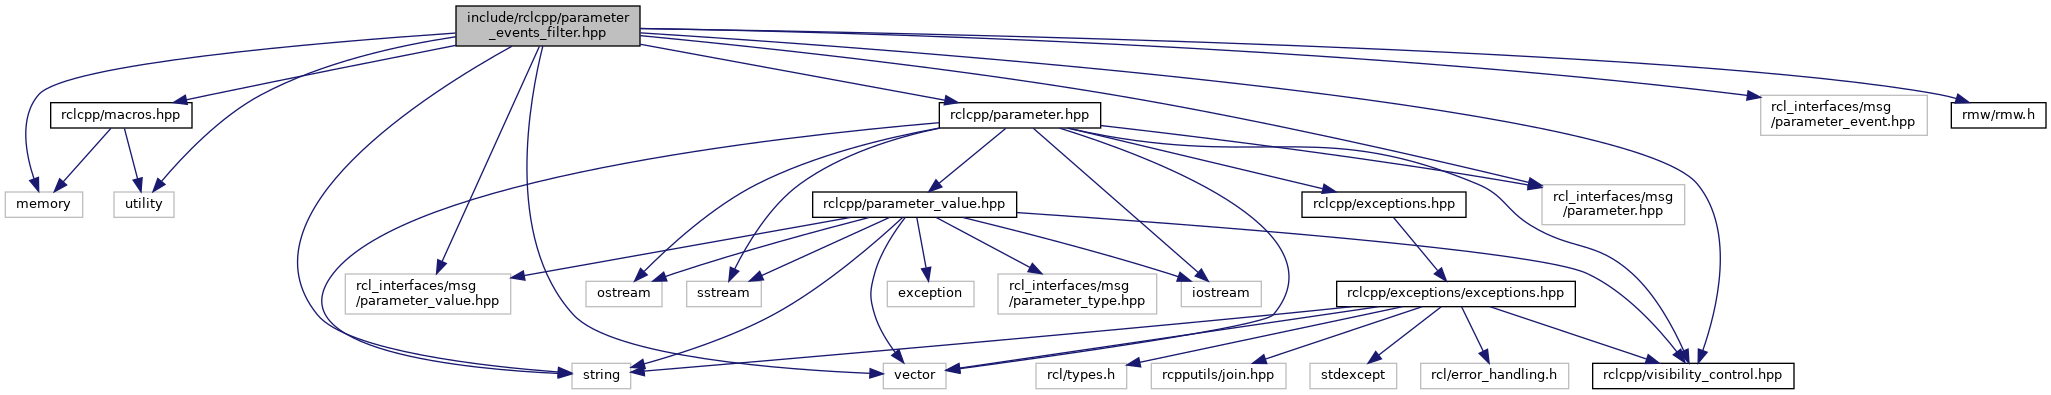 include/rclcpp/parameter
_events_filter.hpp
rclcpp/macros.hpp
rclcpp/parameter.hpp
rcl_interfaces/msg
/parameter_event.hpp
rmw/rmw.h
memory
utility
rclcpp/parameter_value.hpp
rclcpp/exceptions.hpp
rcl_interfaces/msg
/parameter.hpp
rcl_interfaces/msg
/parameter_value.hpp
ostream
sstream
exception
rcl_interfaces/msg
/parameter_type.hpp
iostream
rclcpp/exceptions/exceptions.hpp
string
vector
rcl/types.h
rcpputils/join.hpp
stdexcept
rcl/error_handling.h
rclcpp/visibility_control.hpp